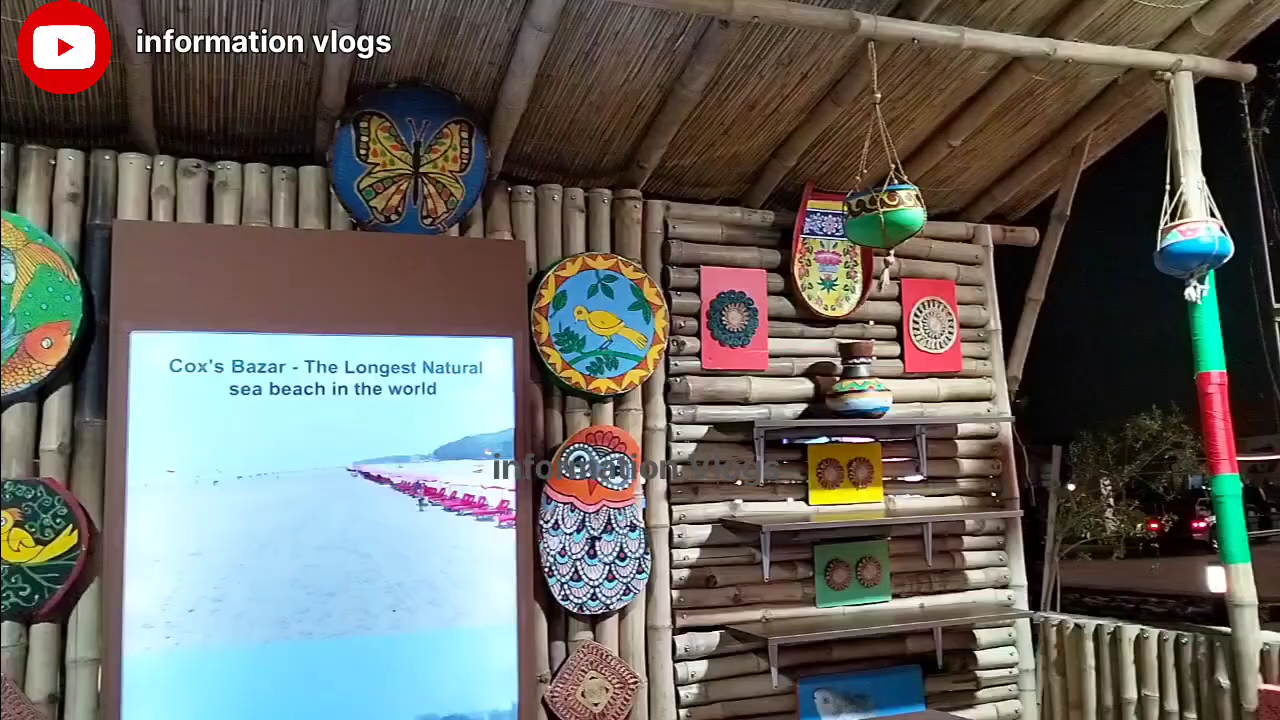 information vlogs
Cox's Bazar - The Longest Natural
sea beach in the world
information Vlogs